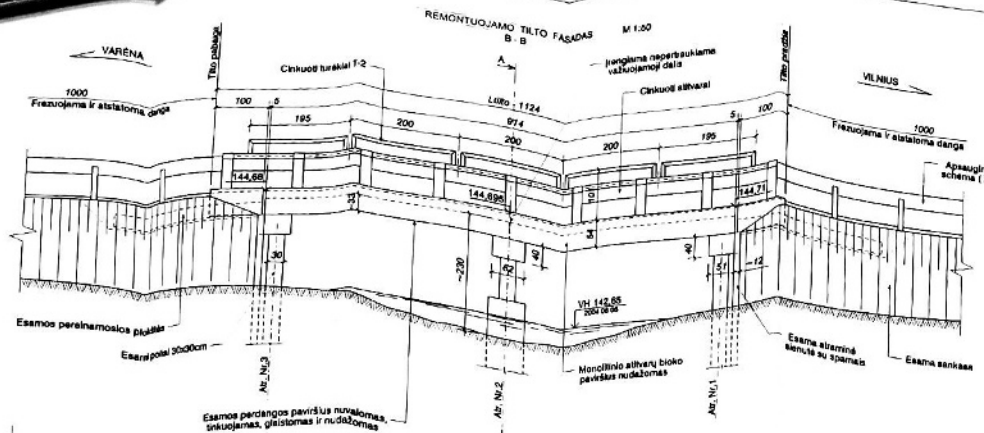 REMONTUOJAMO TILTO FASADAS M 1:50
B - B
VARĖNA
Tilto pabaiga
Cinkuoti turėklai T-2
A
Įrengiama nepertraukiama
važiuojamoji dalis
Cinkuoti atitvarai
Tilto pradžia
VILNIUS
1000
Frezuojama ir atstatoma danga
100
5
Ltilto - 1124
974
5
100
1000
Frezuojama ir atstatoma danga
195
200
200
200
195
Apsaugin
schema (
144,68
144,695
144,71
54
40
40
30
~230
62
51
~12
VH 142,65
Esamos pereinamosios plokštės
Esami poliai 30x30cm
Atr. Nr.3
Atr. Nr.2
Atr. Nr.1
Monolitinio atitvarų bloko
paviršius nudažomas
Esama atraminė
sienutė su sparnais
Esama sankasa
Esamos perdangos paviršius nuvalomas,
tinkuojamas, glaistomas ir nudažomas